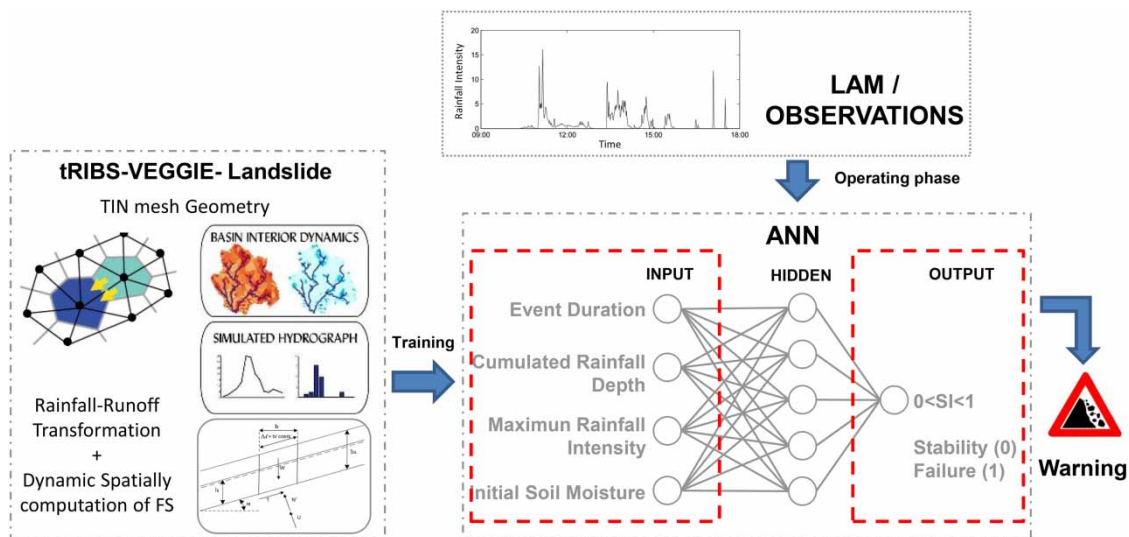 20
15
10
5
0
Rainfall Intensity
09:00
12:00
15:00
18:00
Time
LAM /
OBSERVATIONS
Operating phase
tRIBS-VEGGIE- Landslide
TIN mesh Geometry
BASIN INTERIOR DYNAMICS
SIMULATED HYDROGRAPH
Rainfall-Runoff
Transformation
+
Dynamic Spatially
computation of FS
Training
ANN
INPUT
HIDDEN
OUTPUT
Event Duration
Cumulated Rainfall
Depth
Maximun Rainfall
Intensity
Initial Soil Moisture
0<SI<1
Stability (0)
Failure (1)
Warning